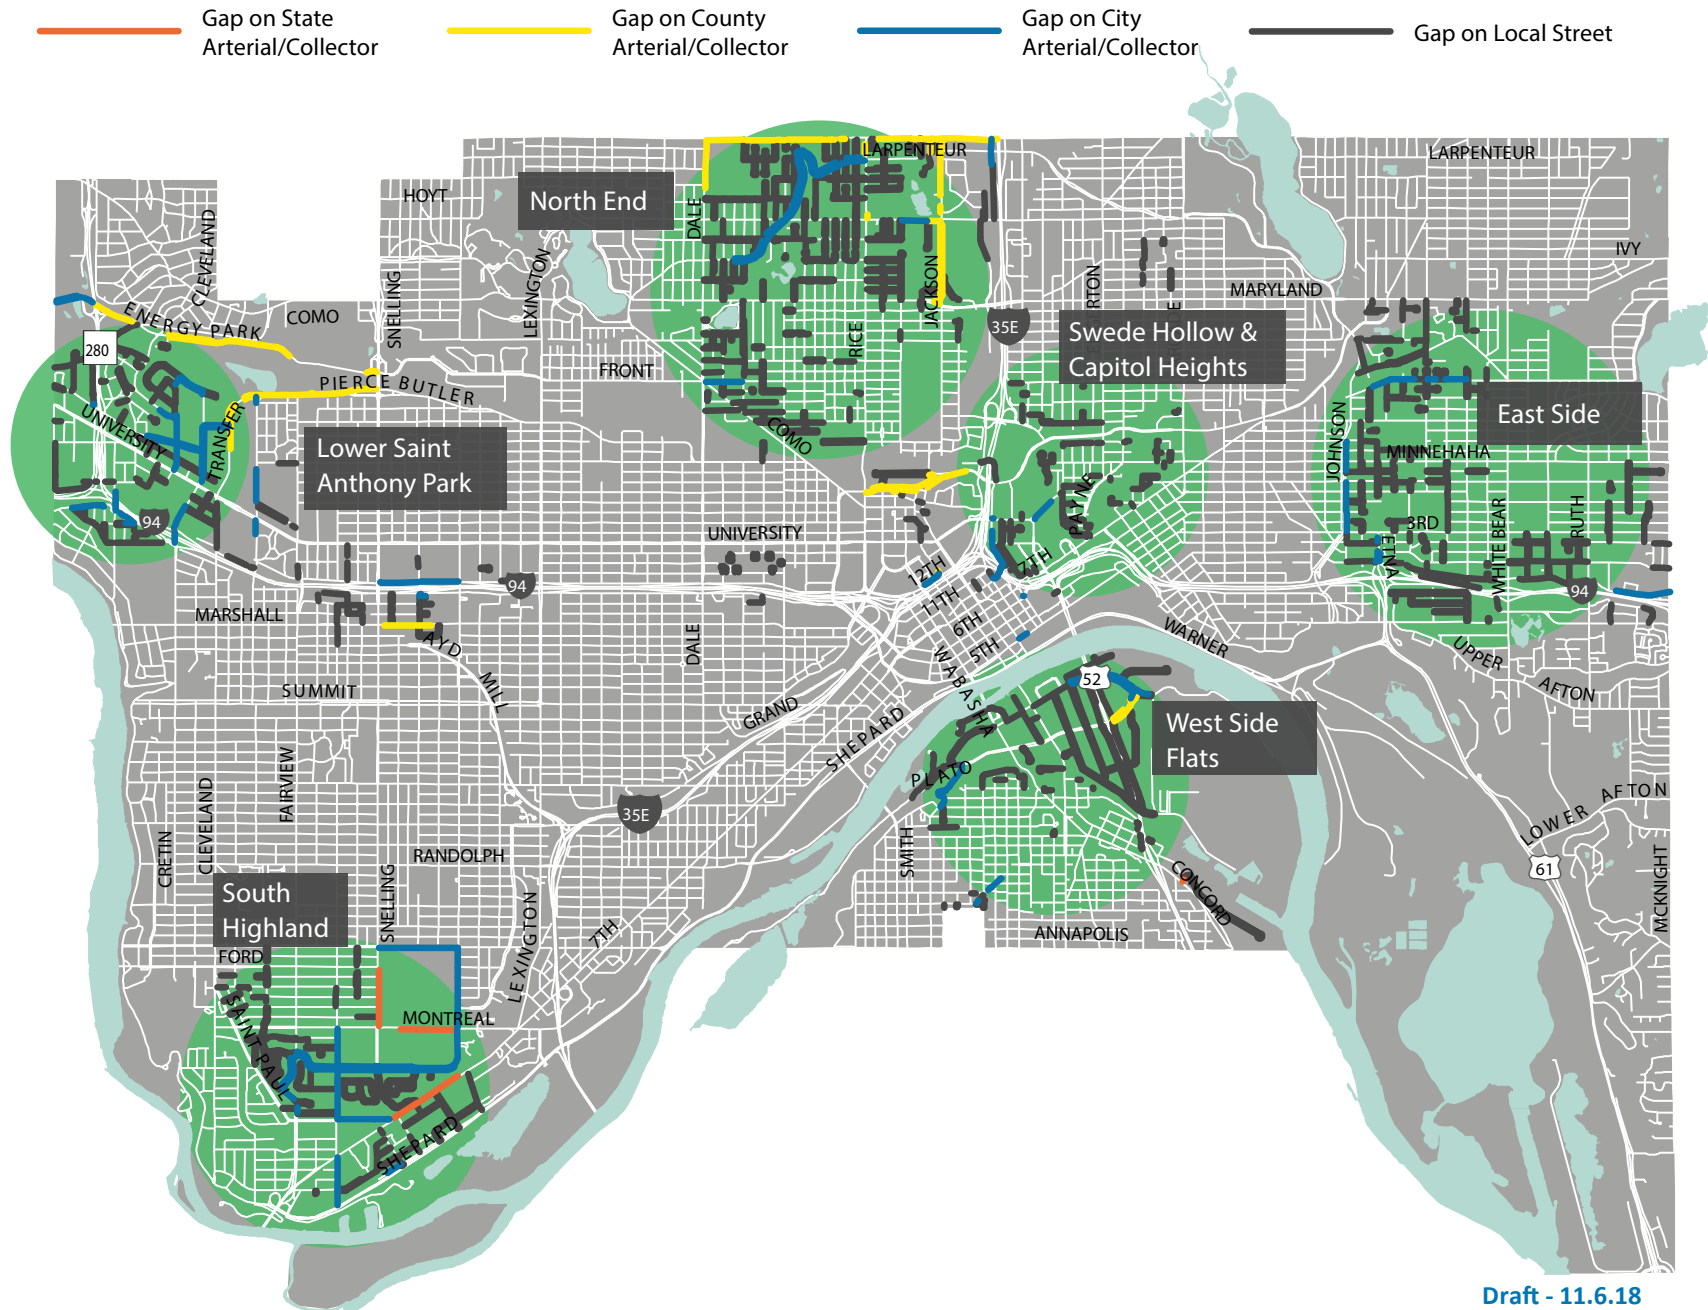 Gap on State
Arterial/Collector
Gap on County
Arterial/Collector
Gap on City
Arterial/Collector
Gap on Local Street
LARPENTEUR
LARPENTEUR
HOYT
North End
DALE
CLEVELAND
LEXINGTON
IVY
SNELLING
JACKSON
MARYLAND
ENERGY PARK
COMO
RICE
35E
Swede Hollow &
Capitol Heights
280
FRONT
PIERCE BUTLER
East Side
UNIVERSITY
TRANSFER
Lower Saint
Anthony Park
COMO
JOHNSON
MINNEHAHA
PAYNE
94
UNIVERSITY
3RD
WHITE BEAR
RUTH
ETNA
7TH
12TH
94
94
11TH
MARSHALL
6TH
5TH
AYD
MILL
DALE
WABASHA
WARNER
UPPER
AFTON
SUMMIT
52
GRAND
SHEPARD
West Side
Flats
PLATO
FAIRVIEW
CLEVELAND
CRETIN
35E
LOWER AFTON
RANDOLPH
SMITH
61
MCKNIGHT
CONCORD
South
Highland
SNELLING
LEXINGTON
7TH
ANNAPOLIS
FORD
SAINT PAUL
MONTREAL
SHEPARD
Draft - 11.6.18